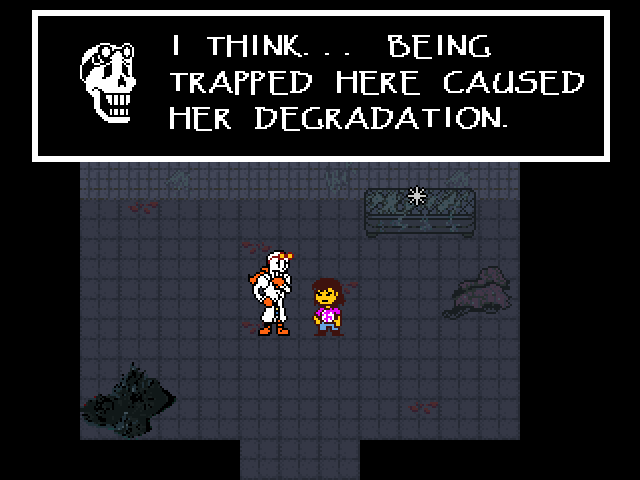 I THINK... BEING
TRAPPED HERE CAUSED
HER DEGRADATION.